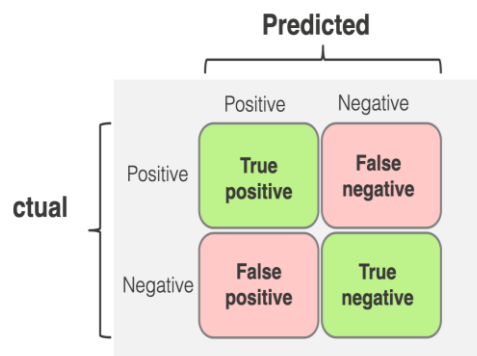 Predicted
Positive Negative
Positive
True positive
False negative
ctual
Negative
False positive
True negative